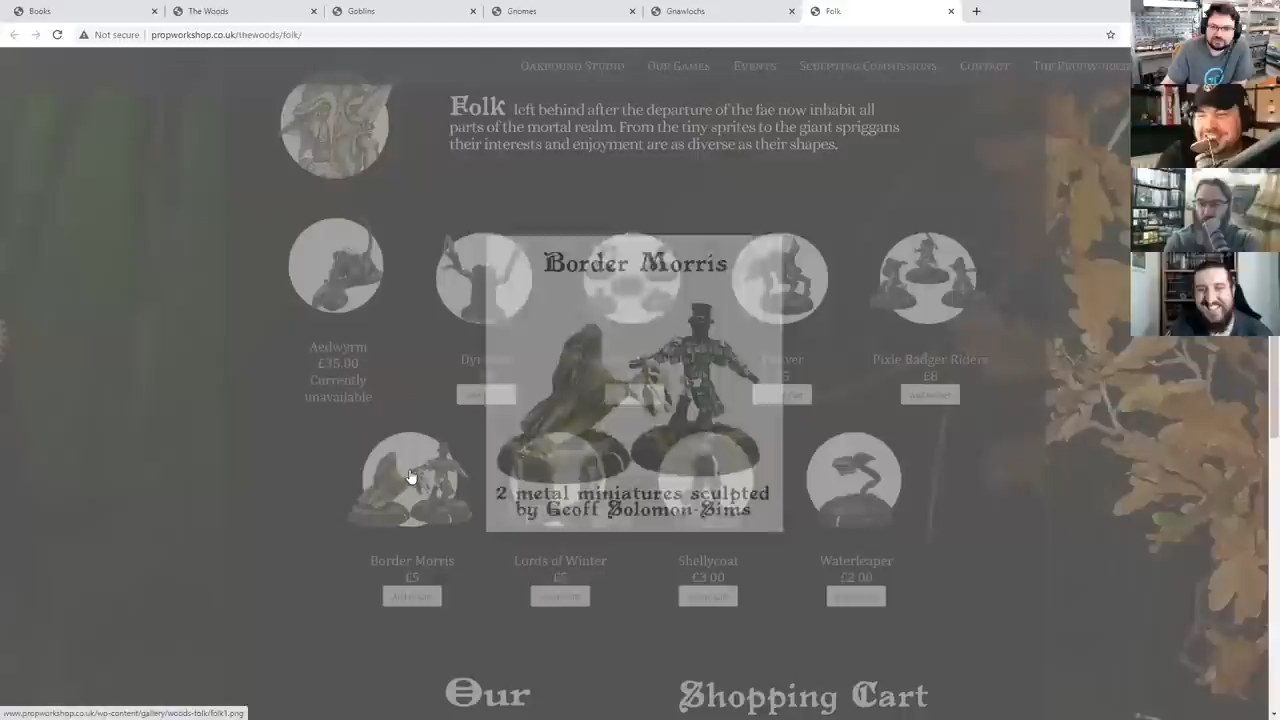 Books
The Woods
Goblins
Gnomes
Gnawlochs
Folk
Not secure
propworkshop.co.uk/thewoods/folk/
Oakbound Studio
Our Games
Events
Sculpting Commissions
Contact
Folk left behind after the departure of the fae now inhabit all
parts of the mortal realm. From the tiny sprites to the giant spriggans
their interests and enjoyment are as diverse as their shapes.
Border Morris
Aedwyrm
£35.00
Currently
unavailable
Pixie Badger Riders
£8
2 metal miniatures sculpted
by Geoff Solomon-Sims
Border Morris
£5
Lords of Winter
£5
Shellycoat
£3.00
Waterleaper
£2.00
Our
Shopping Cart
www.propworkshop.co.uk/wp-content/gallery/woods-folk/folk1.png